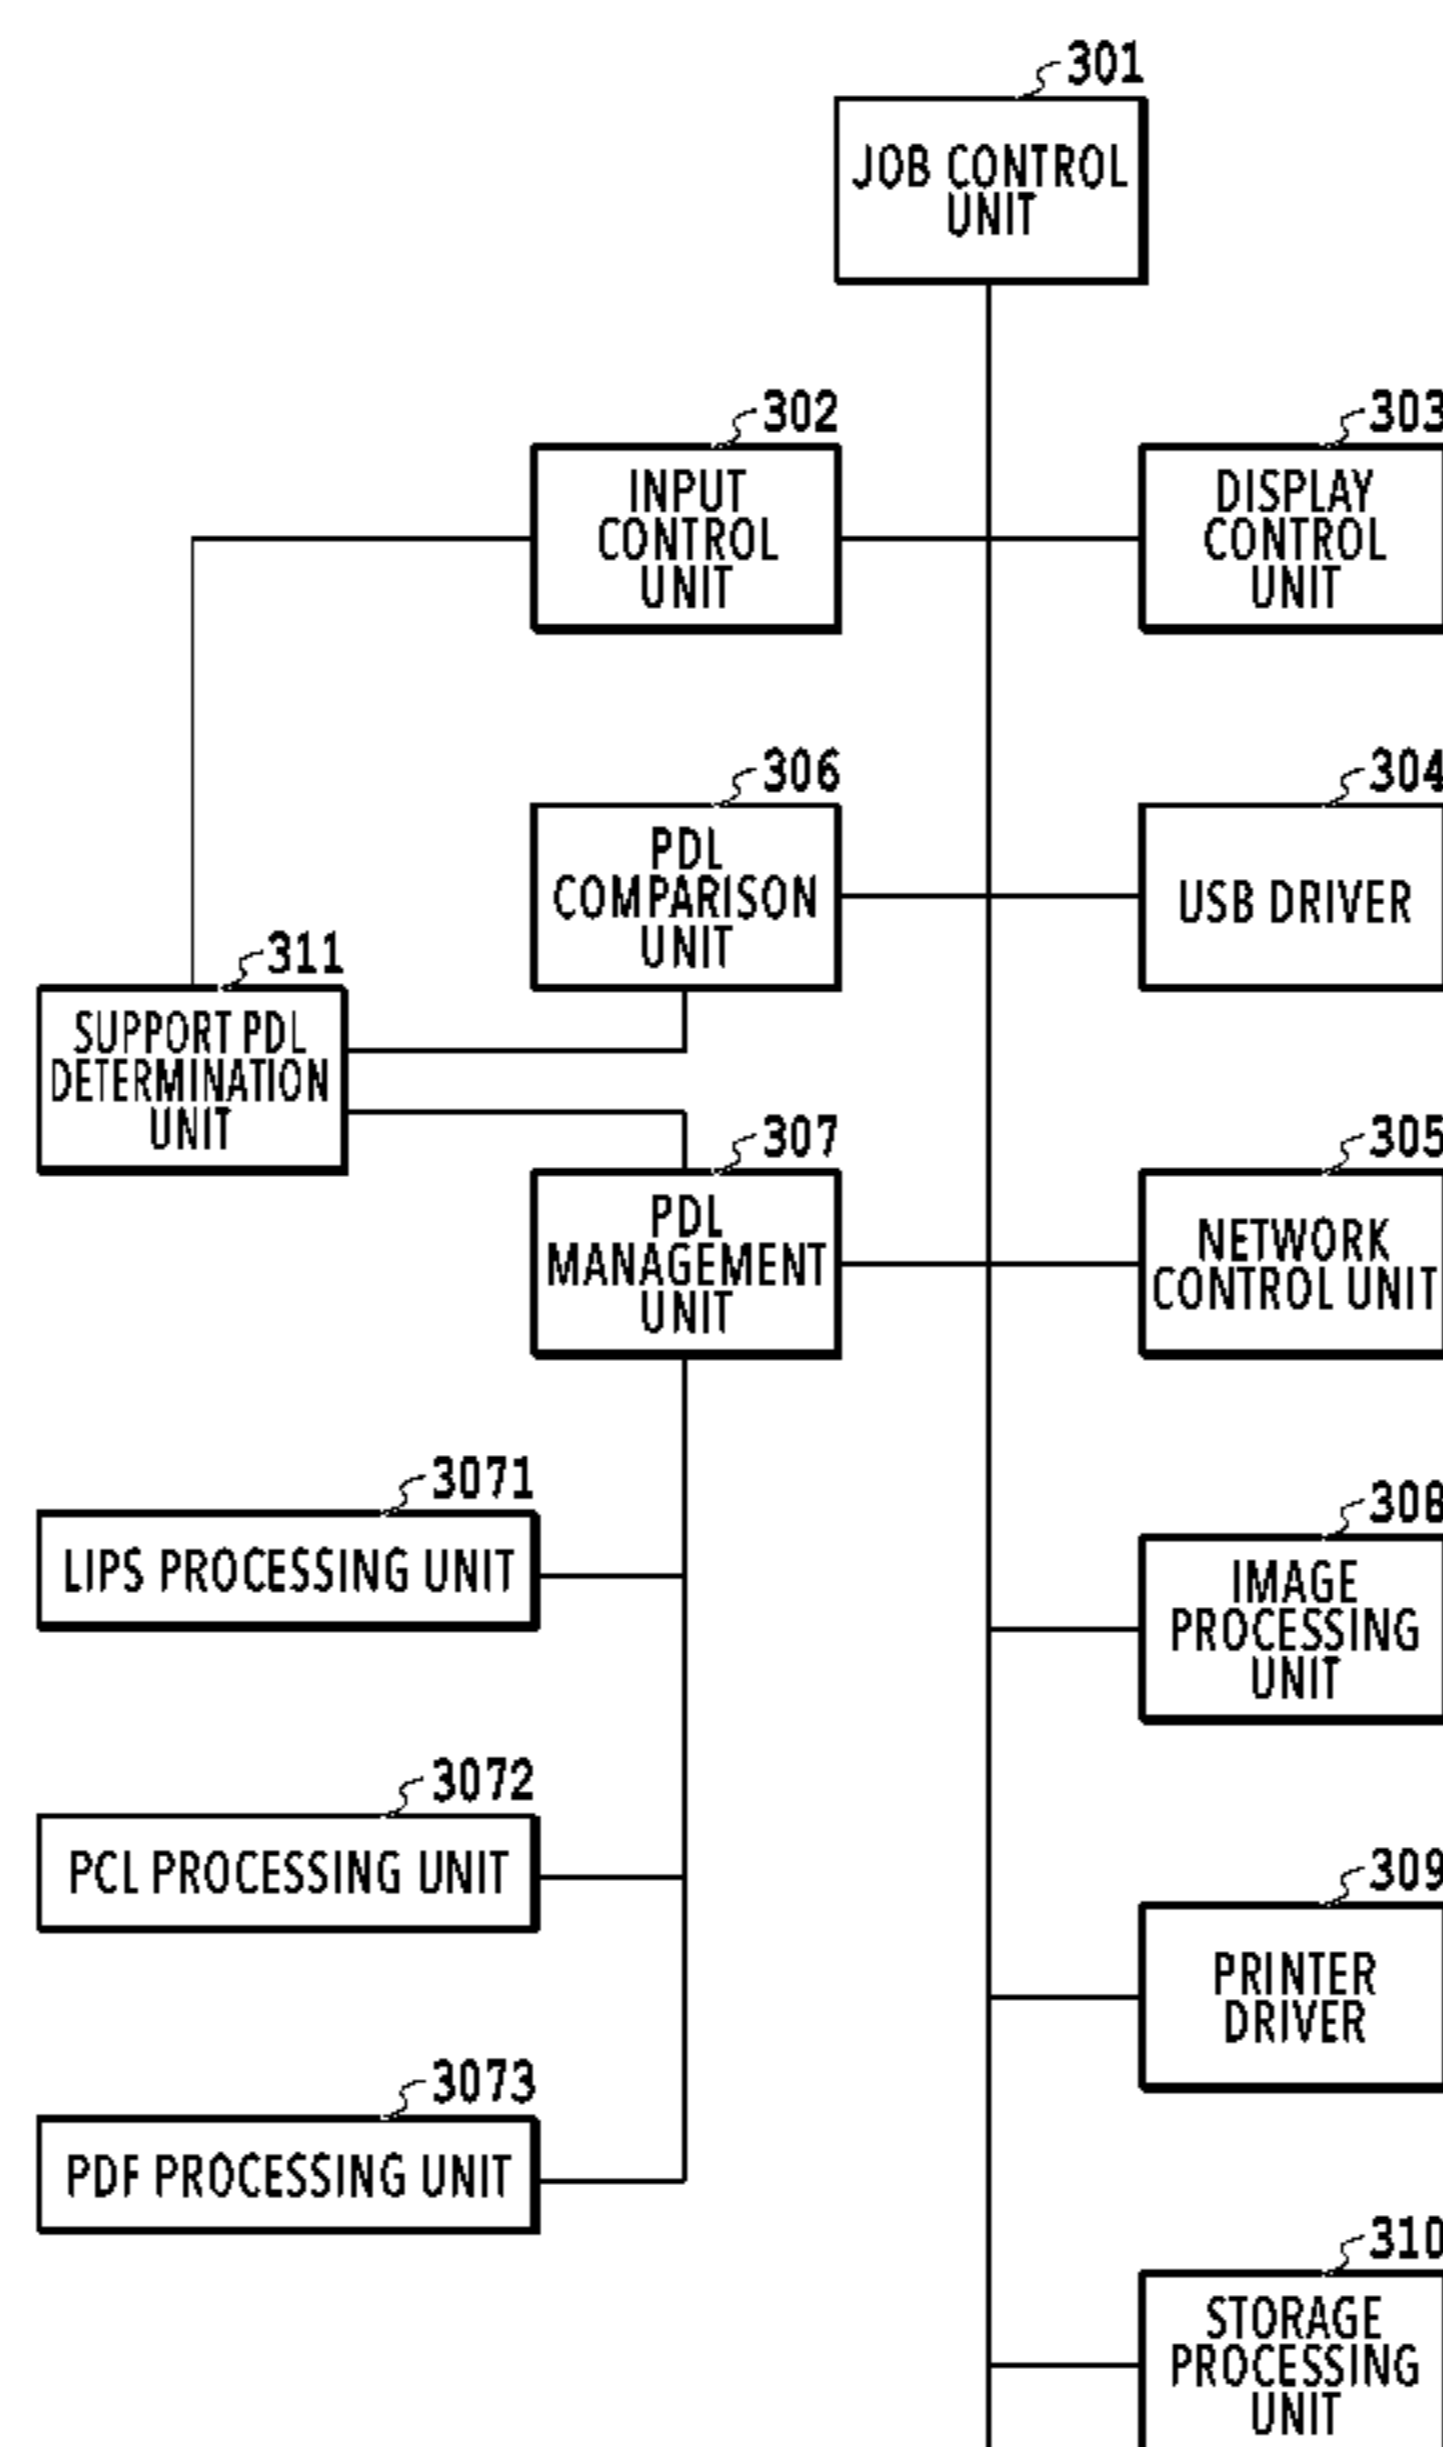 301
JOB CONTROL
UNIT
302
INPUT
CONTROL
UNIT
303
DISPLAY
CONTROL
UNIT
306
PDL
COMPARISON
UNIT
304
USB DRIVER
311
SUPPORT PDL
DETERMINATION
UNIT
307
PDL
MANAGEMENT
UNIT
305
NETWORK
CONTROL UNIT
3071
LIPS PROCESSING UNIT
308
IMAGE
PROCESSING
UNIT
3072
PCL PROCESSING UNIT
309
PRINTER
DRIVER
3073
PDF PROCESSING UNIT
310
STORAGE
PROCESSING
UNIT